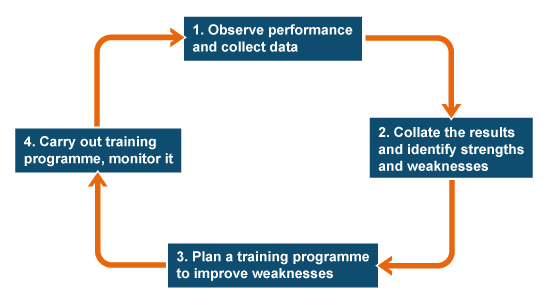 1. Observe performance
and collect data
2. Collate the results
and identify strengths
and weaknesses
3. Plan a training programme
to improve weaknesses
4. Carry out training
programme, monitor it